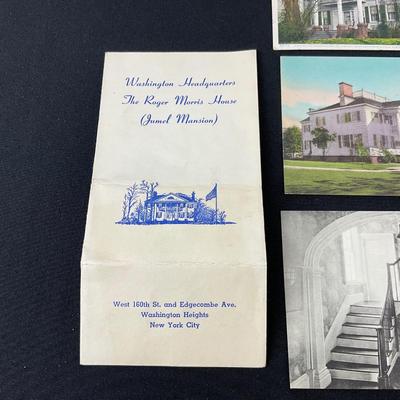 Washington Headquarters
The Roger Morris House
(Jumel Mansion)
West 160th St. and Edgecombe Ave.
Washington Heights
New York City